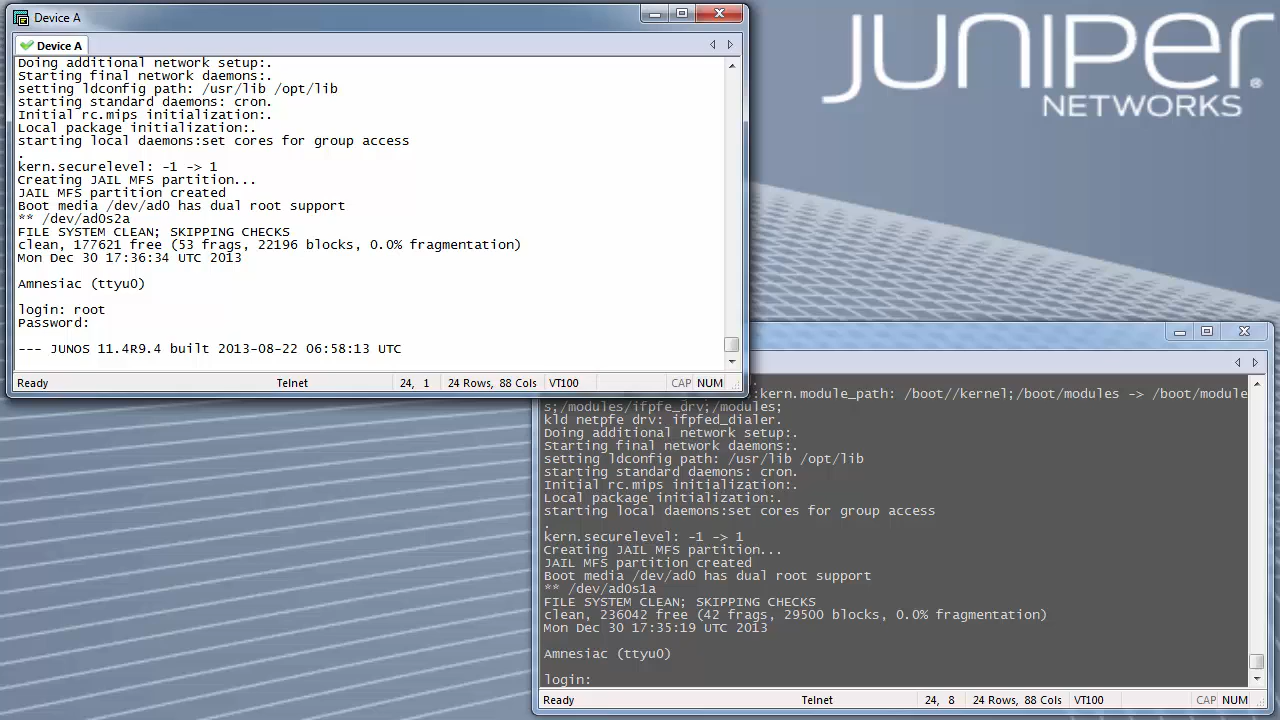 Device A
Device A
Doing additional network setup:.
Starting final network daemons:.
setting ldconfig path: /usr/lib /opt/lib
starting standard daemons: cron.
Initial rc.mips initialization:.
Local package initialization:.
starting local daemons:set cores for group access
.
kern.securelevel: -1 -> 1
Creating JAIL MFS partition...
JAIL MFS partition created
Boot media /dev/ad0 has dual root support
** /dev/ad0s2a
FILE SYSTEM CLEAN; SKIPPING CHECKS
clean, 177621 free (53 frags, 22196 blocks, 0.0% fragmentation)
Mon Dec 30 17:36:34 UTC 2013
Amnesiac (ttyu0)
login: root
Password:
--- JUNOS 11.4R9.4 built 2013-08-22 06:58:13 UTC
Ready Telnet 24, 1 24 Rows, 88 Cols VT100 CAP NUM
JUNIPER
NETWORKS
:kern.module_path: /boot//kernel;/boot/modules -> /boot/module
s;/modules/ifpfe_drv;/modules;
kld netpfe drv: ifpfed_dialer.
Doing additional network setup:.
Starting final network daemons:.
setting ldconfig path: /usr/lib /opt/lib
starting standard daemons: cron.
Initial rc.mips initialization:.
Local package initialization:.
starting local daemons:set cores for group access
.
kern.securelevel: -1 -> 1
Creating JAIL MFS partition...
JAIL MFS partition created
Boot media /dev/ad0 has dual root support
** /dev/ad0s1a
FILE SYSTEM CLEAN; SKIPPING CHECKS
clean, 236042 free (42 frags, 29500 blocks, 0.0% fragmentation)
Mon Dec 30 17:35:19 UTC 2013
Amnesiac (ttyu0)
login:
Ready Telnet 24, 8 24 Rows, 88 Cols VT100 CAP NUM